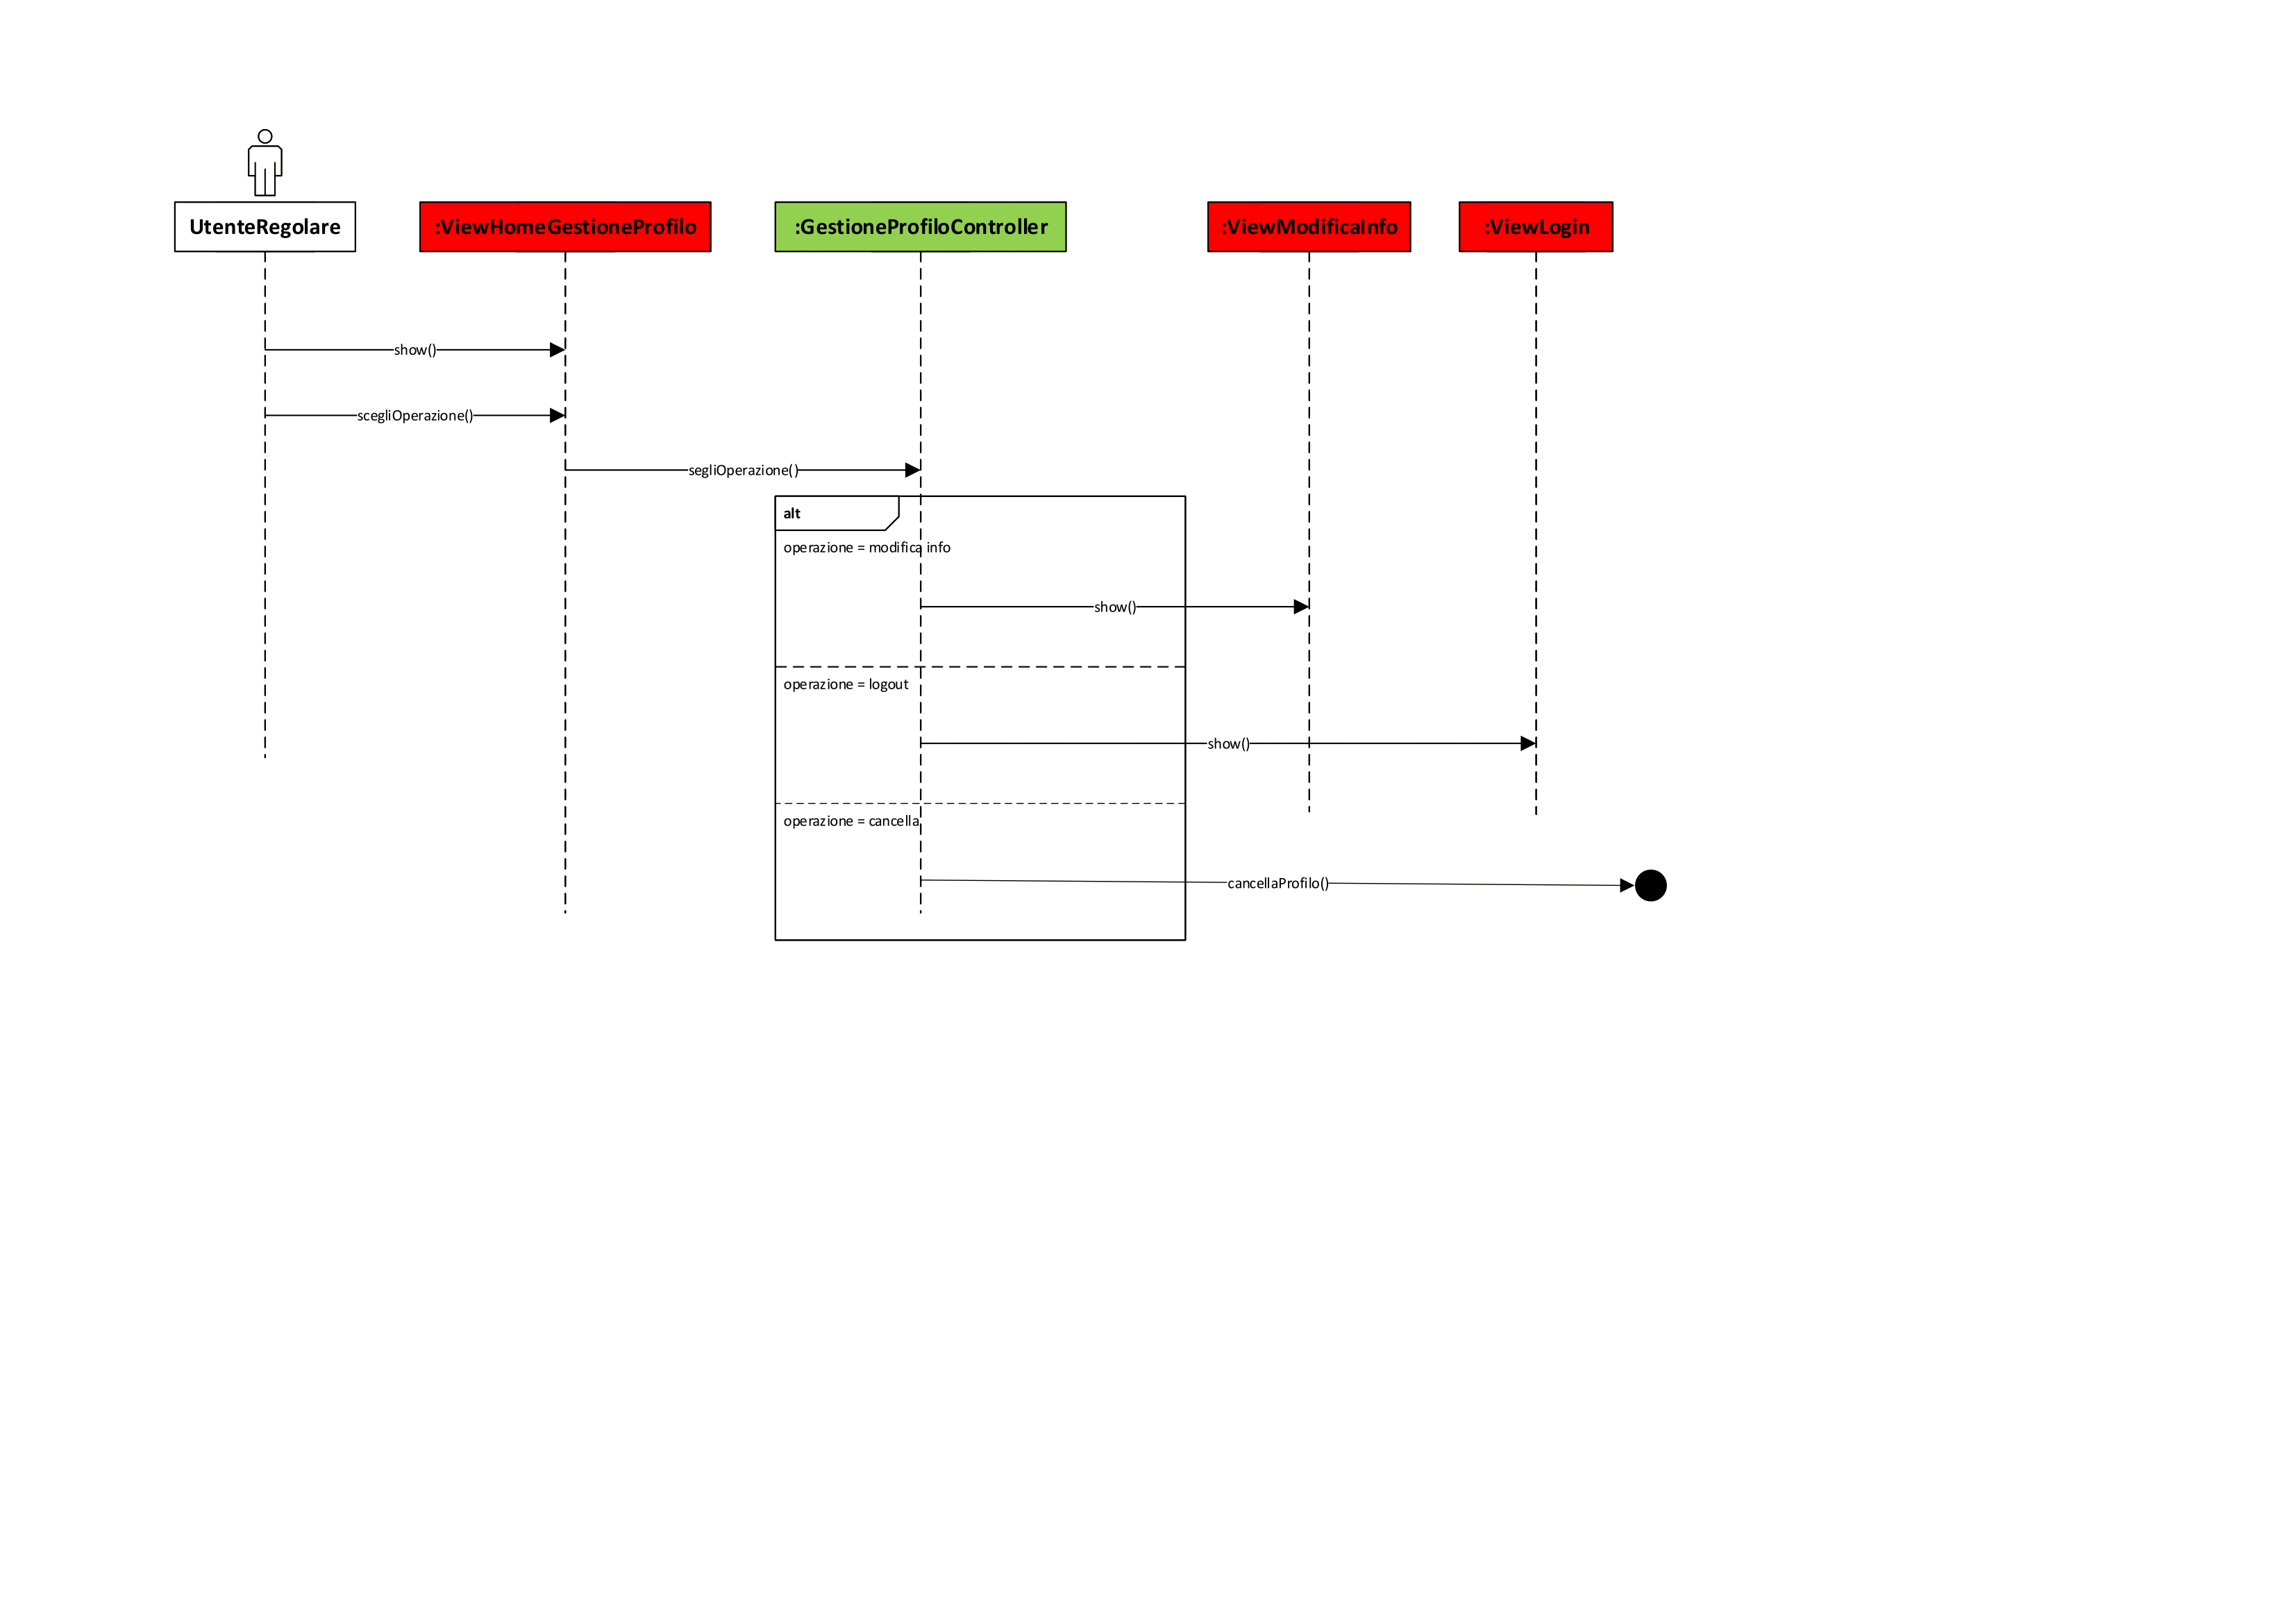 UtenteRegolare
:ViewHomeGestioneProfilo
:GestioneProfiloController
:ViewModificaInfo
:ViewLogin
show()
scegliOperazione()
segliOperazione()
alt
operazione = modifica info
show()
operazione = logout
show()
operazione = cancella
cancellaProfilo()